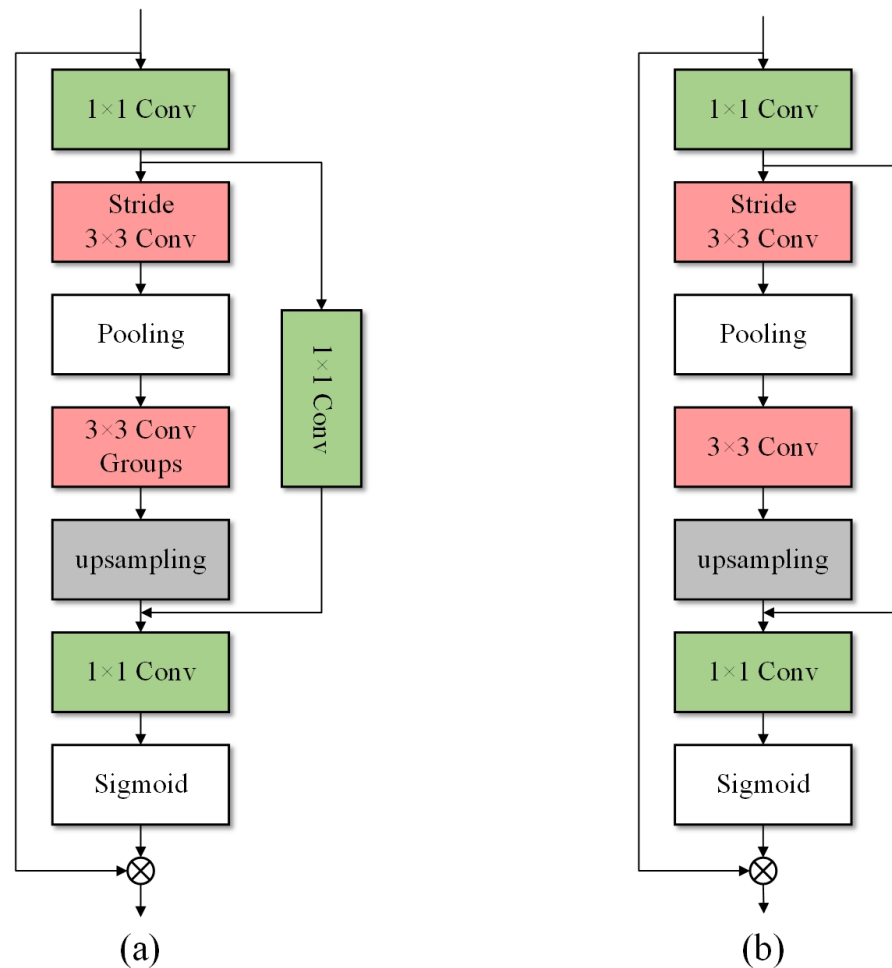 1×1 Conv
Stride
3×3 Conv
Pooling
3×3 Conv
Groups
upsampling
1×1 Conv
Sigmoid
1×1 Conv
(a)
1×1 Conv
Stride
3×3 Conv
Pooling
3×3 Conv
upsampling
1×1 Conv
Sigmoid
(b)